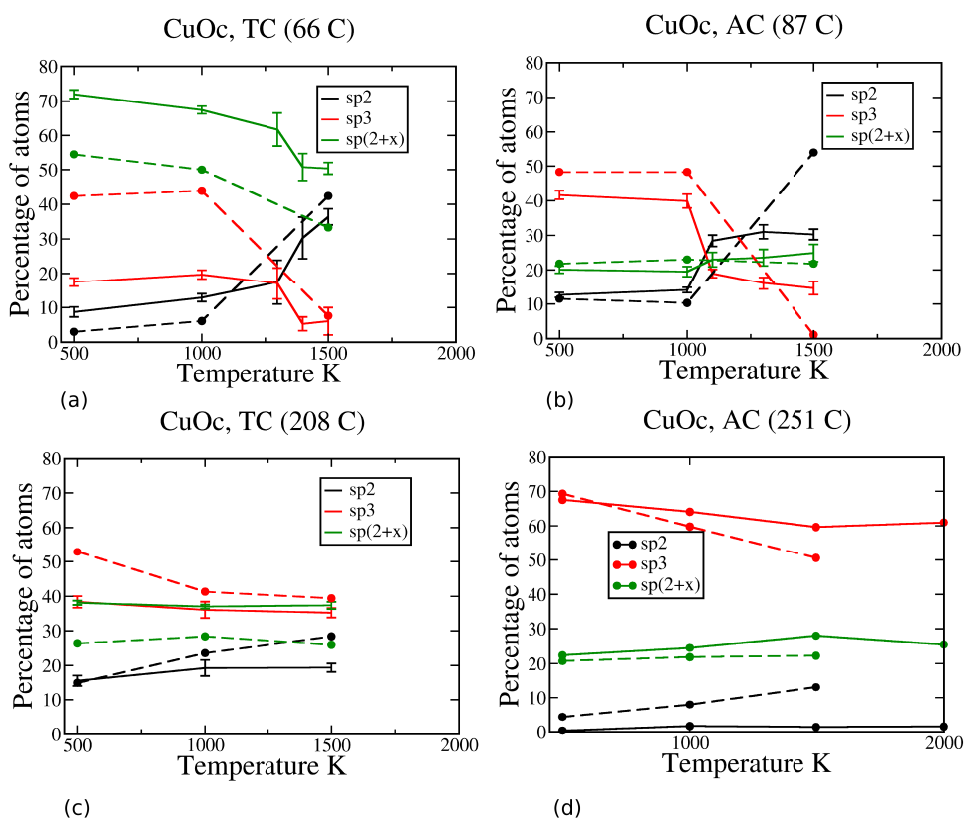 CuOc, TC (66 C)
Percentage of atoms
80
70
60
50
40
30
20
10
0
sp2
sp3
sp(2+x)
500
1000
1500
2000
Temperature K
(a)
CuOc, AC (87 C)
Percentage of atoms
80
70
60
50
40
30
20
10
0
sp2
sp3
sp(2+x)
500
1000
1500
2000
Temperature K
(b)
CuOc, TC (208 C)
Percentage of atoms
80
70
60
50
40
30
20
10
0
sp2
sp3
sp(2+x)
500
1000
1500
2000
Temperature K
(c)
CuOc, AC (251 C)
Percentage of atoms
80
70
60
50
40
30
20
10
0
sp2
sp3
sp(2+x)
1000
2000
Temperature K
(d)